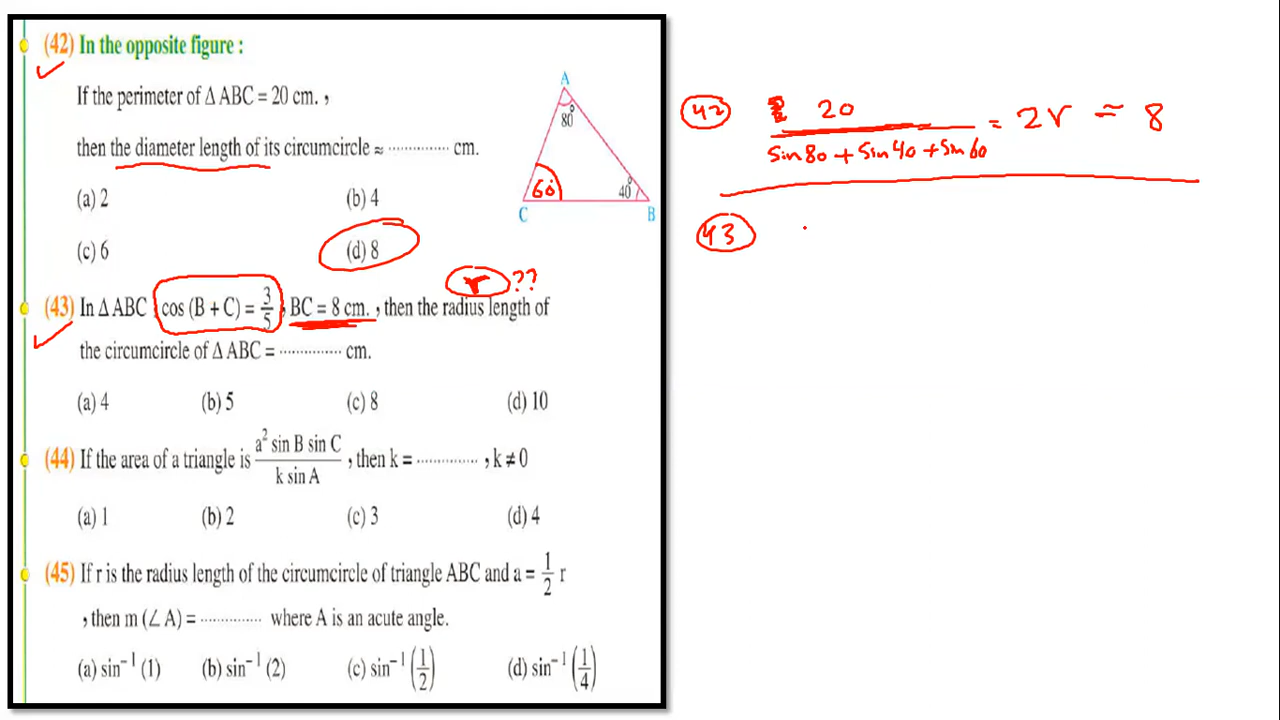 (42) In the opposite figure :
If the perimeter of Δ ABC = 20 cm. ,
then the diameter length of its circumcircle ≈ ·············· cm.
(a) 2 (b) 4
(c) 6 (d) 8
A
80°
60°
40°
C B
r ??
(43) In Δ ABC cos (B + C) = 3/5 , BC = 8 cm. , then the radius length of
the circumcircle of Δ ABC = ·············· cm.
(a) 4 (b) 5 (c) 8 (d) 10
(44) If the area of a triangle is a² sin B sin C / k sin A , then k = ·············· , k ≠ 0
(a) 1 (b) 2 (c) 3 (d) 4
(45) If r is the radius length of the circumcircle of triangle ABC and a = 1/2 r
, then m (∠ A) = ·············· where A is an acute angle.
(a) sin⁻¹ (1) (b) sin⁻¹ (2) (c) sin⁻¹ (1/2) (d) sin⁻¹ (1/4)
42
20
= 2r ≈ 8
sin 80 + sin 40 + sin 60
43